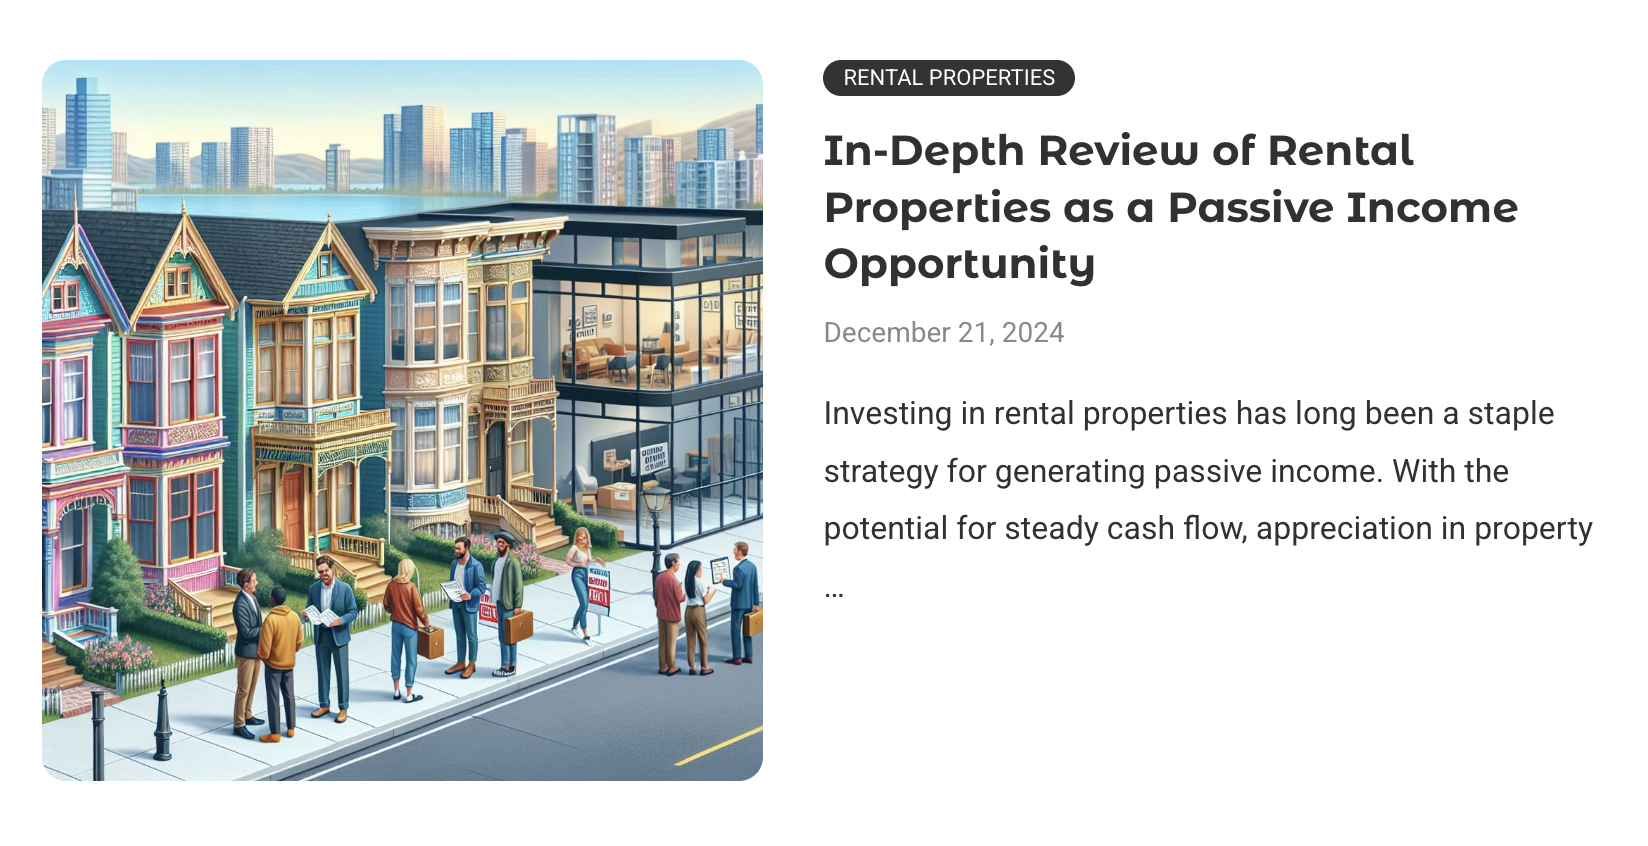 RENTAL PROPERTIES
In-Depth Review of Rental
Properties as a Passive Income
Opportunity
December 21, 2024
Investing in rental properties has long been a staple
strategy for generating passive income. With the
potential for steady cash flow, appreciation in property
...